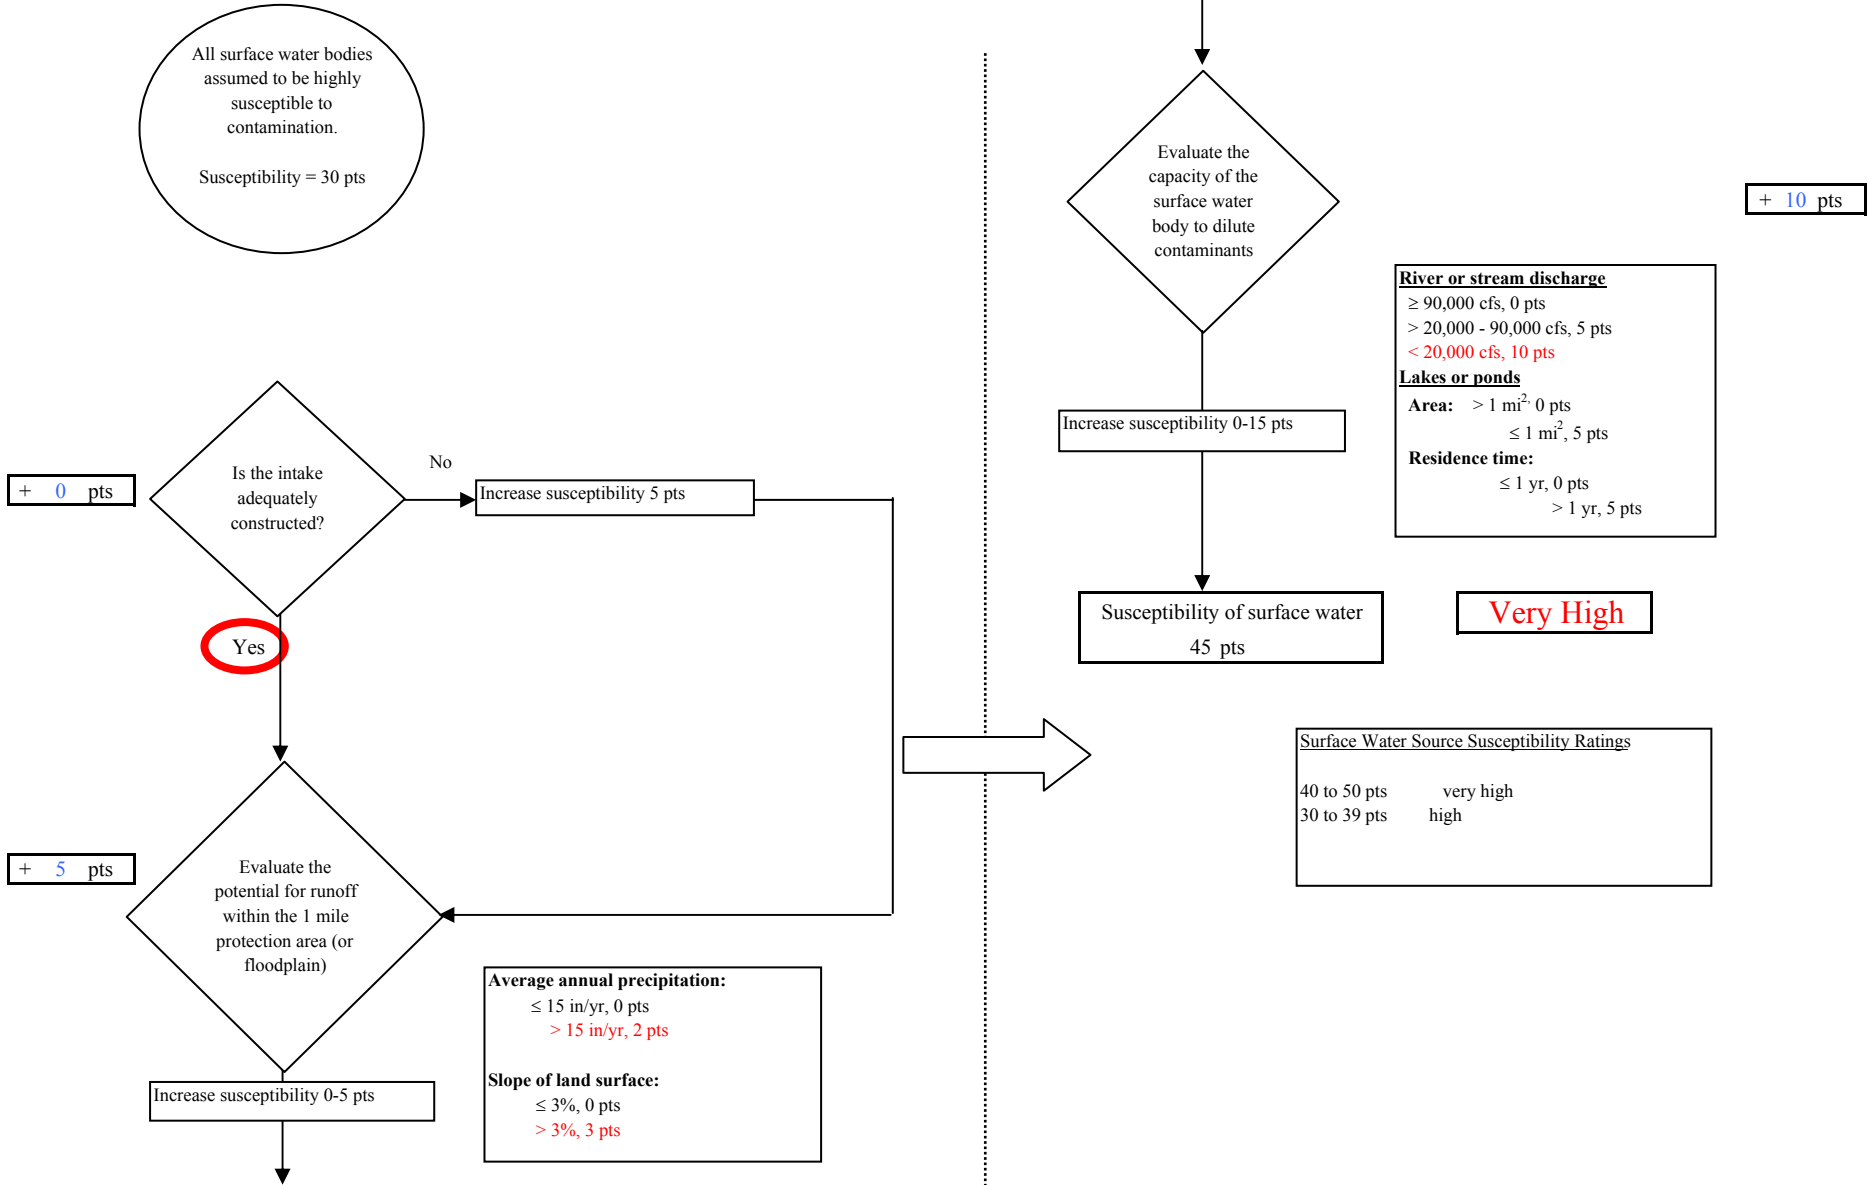 All surface water bodies
assumed to be highly
susceptible to
contamination.
Susceptibility = 30 pts
+ 0 pts
Is the intake
adequately
constructed?
No
Increase susceptibility 5 pts
Yes
+ 5 pts
Evaluate the
potential for runoff
within the 1 mile
protection area (or
floodplain)
Average annual precipitation:
≤ 15 in/yr, 0 pts
> 15 in/yr, 2 pts
Slope of land surface:
≤ 3%, 0 pts
> 3%, 3 pts
Increase susceptibility 0-5 pts
Evaluate the
capacity of the
surface water
body to dilute
contaminants
+ 10 pts
River or stream discharge
≥ 90,000 cfs, 0 pts
> 20,000 - 90,000 cfs, 5 pts
< 20,000 cfs, 10 pts
Lakes or ponds
Area: > 1 mi², 0 pts
≤ 1 mi², 5 pts
Residence time:
≤ 1 yr, 0 pts
> 1 yr, 5 pts
Increase susceptibility 0-15 pts
Susceptibility of surface water
45 pts
Very High
Surface Water Source Susceptibility Ratings
40 to 50 pts very high
30 to 39 pts high